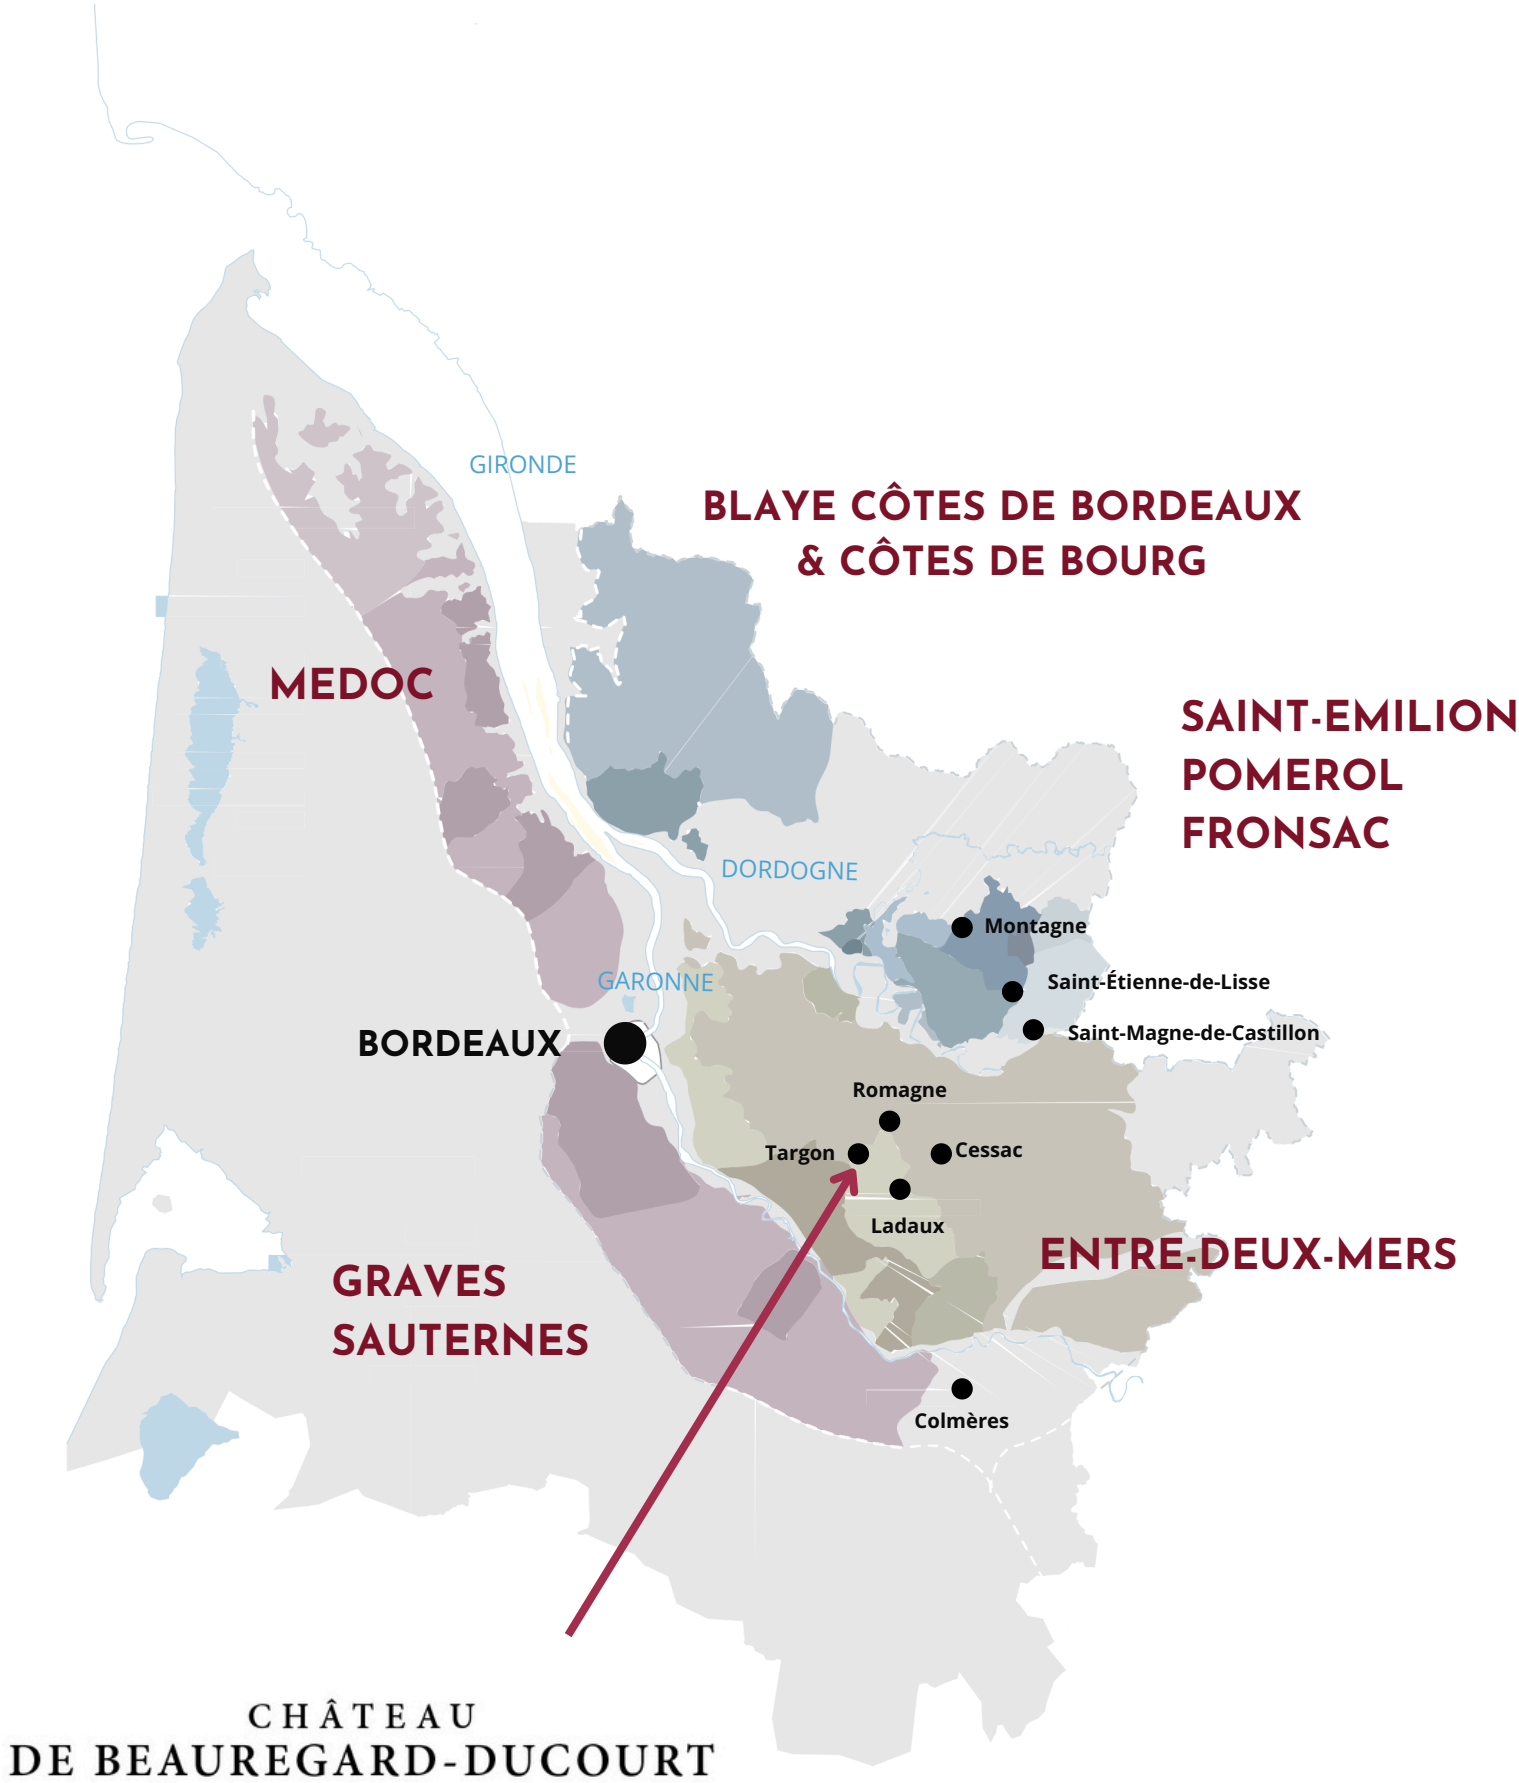 GIRONDE
BLAYE CÔTES DE BORDEAUX
& CÔTES DE BOURG
MEDOC
SAINT-EMILION
POMEROL
FRONSAC
DORDOGNE
Montagne
GARONNE
Saint-Étienne-de-Lisse
BORDEAUX
Saint-Magne-de-Castillon
Romagne
Targon
Cessac
Ladaux
ENTRE-DEUX-MERS
GRAVES
SAUTERNES
Colmères
CHÂTEAU
DE BEAUREGARD-DUCOURT